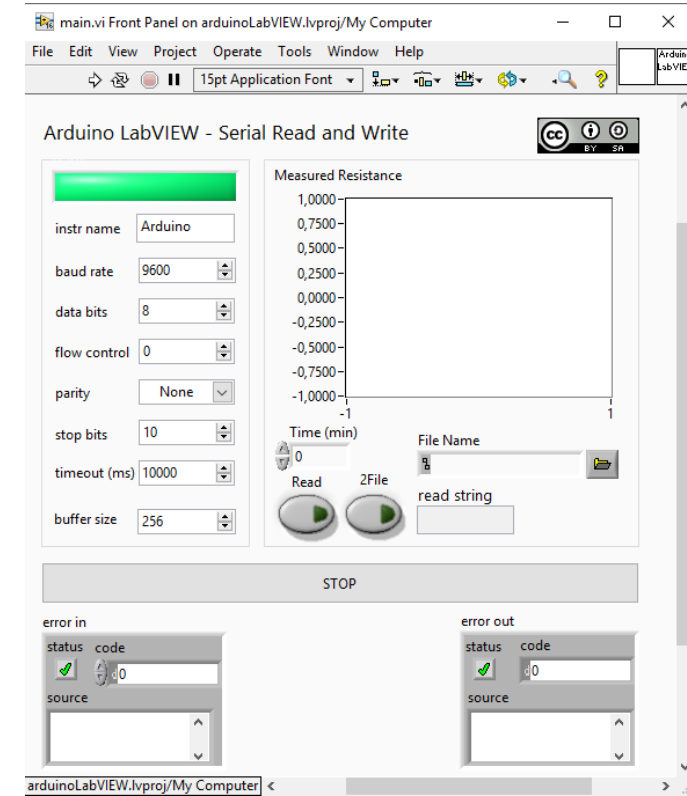 main.vi Front Panel on arduinoLabVIEW.lvproj/My Computer
File Edit View Project Operate Tools Window Help
15pt Application Font
Arduin
LabVIE
Arduino LabVIEW - Serial Read and Write
cc BY SA
Measured Resistance
instr name Arduino
baud rate 9600
data bits 8
flow control 0
parity None
stop bits 10
timeout (ms) 10000
buffer size 256
1,0000
0,7500
0,5000
0,2500
0,0000
-0,2500
-0,5000
-0,7500
-1,0000
-1 1
Time (min)
0
File Name
Read 2File
read string
STOP
error in
status code
d0
source
error out
status code
d0
source
arduinoLabVIEW.lvproj/My Computer